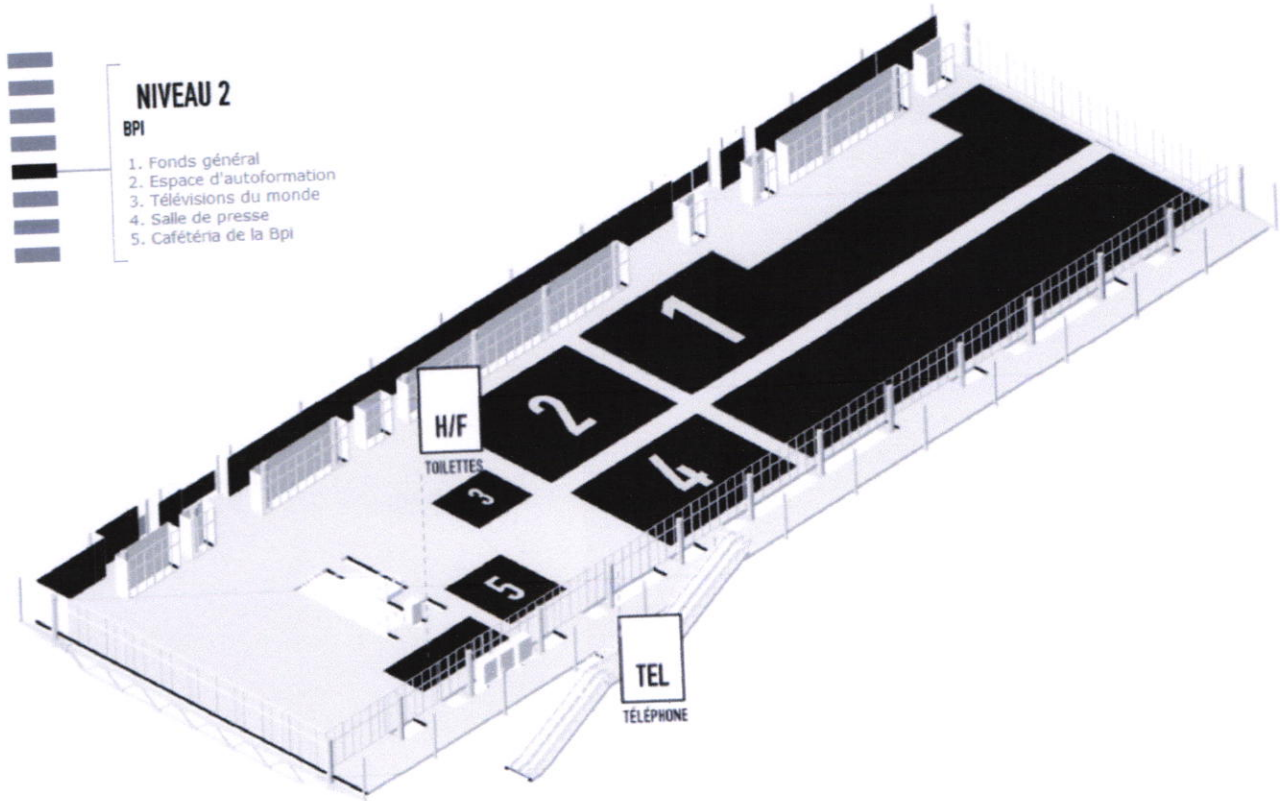 NIVEAU 2
BPI
1. Fonds général
2. Espace d'autoformation
3. Télévisions du monde
4. Salle de presse
5. Cafétéria de la Bpi
1
2
H/F
TOILETTES
4
3
5
TEL
TÉLÉPHONE